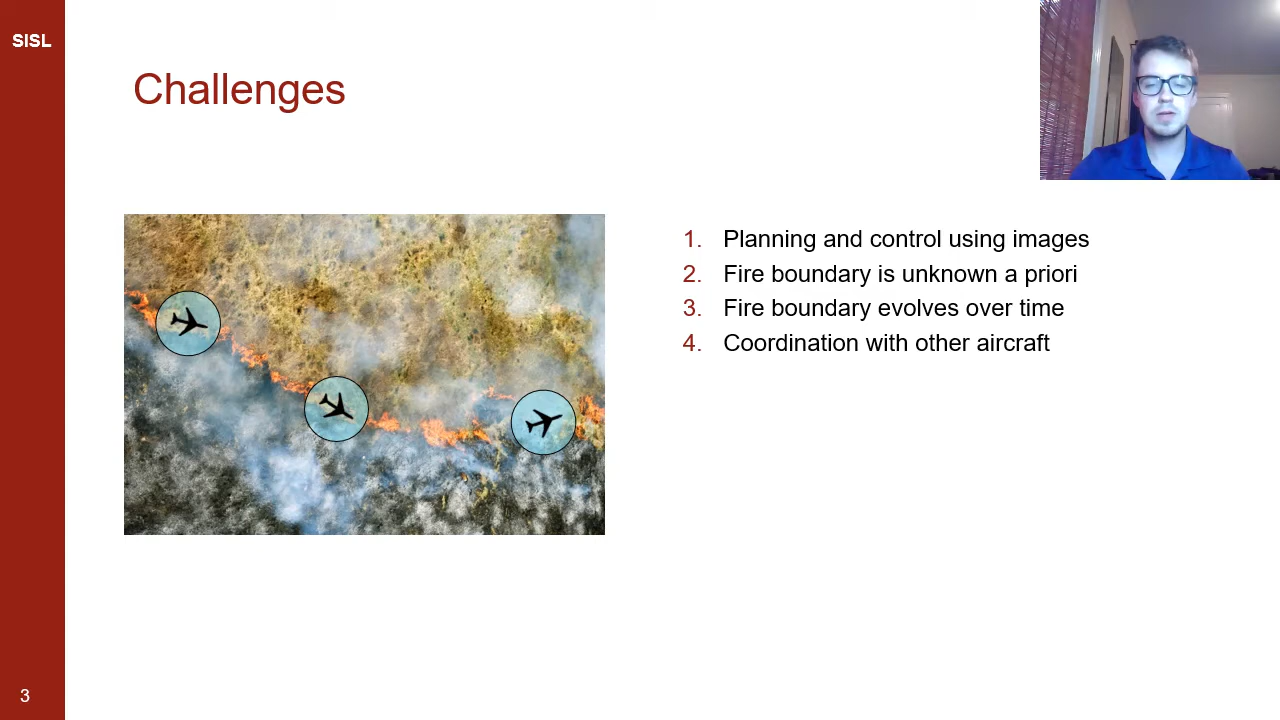 SISL
Challenges
1. Planning and control using images
2. Fire boundary is unknown a priori
3. Fire boundary evolves over time
4. Coordination with other aircraft
3